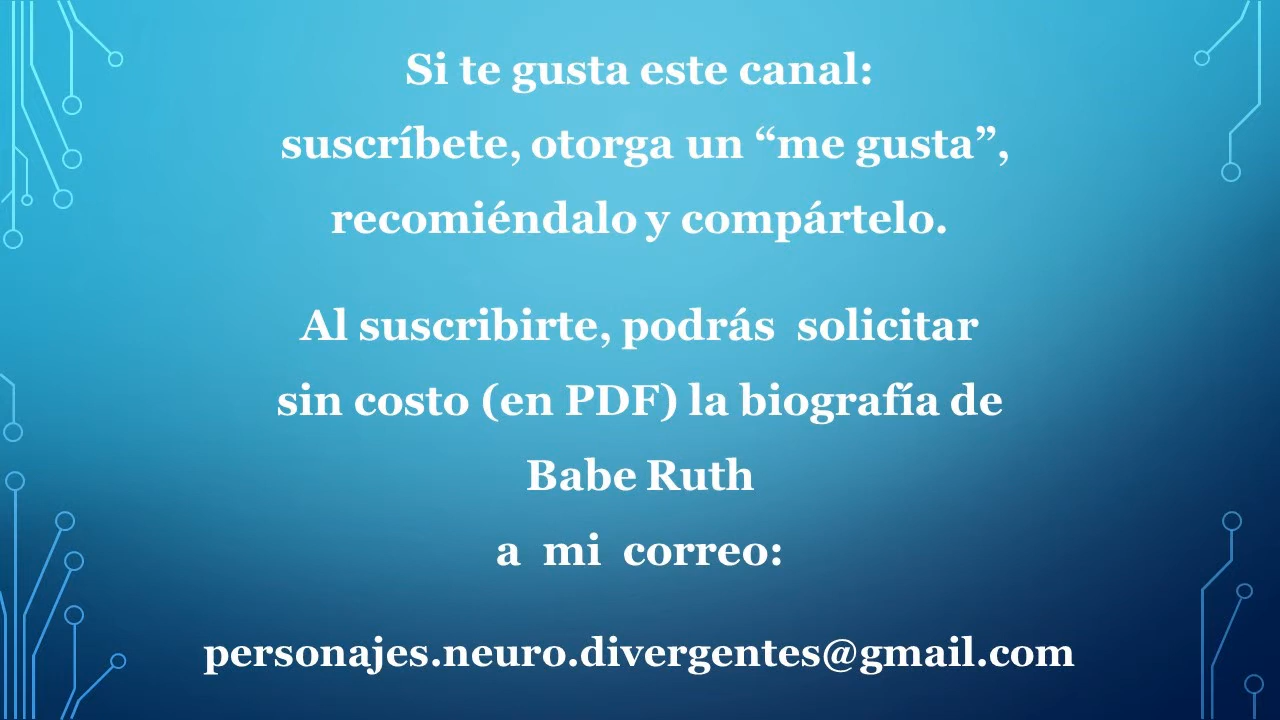 Si te gusta este canal:
suscríbete, otorga un “me gusta”,
recomiéndalo y compártelo.
Al suscribirte, podrás  solicitar
sin costo (en PDF) la biografía de
Babe Ruth
a  mi  correo:
personajes.neuro.divergentes@gmail.com